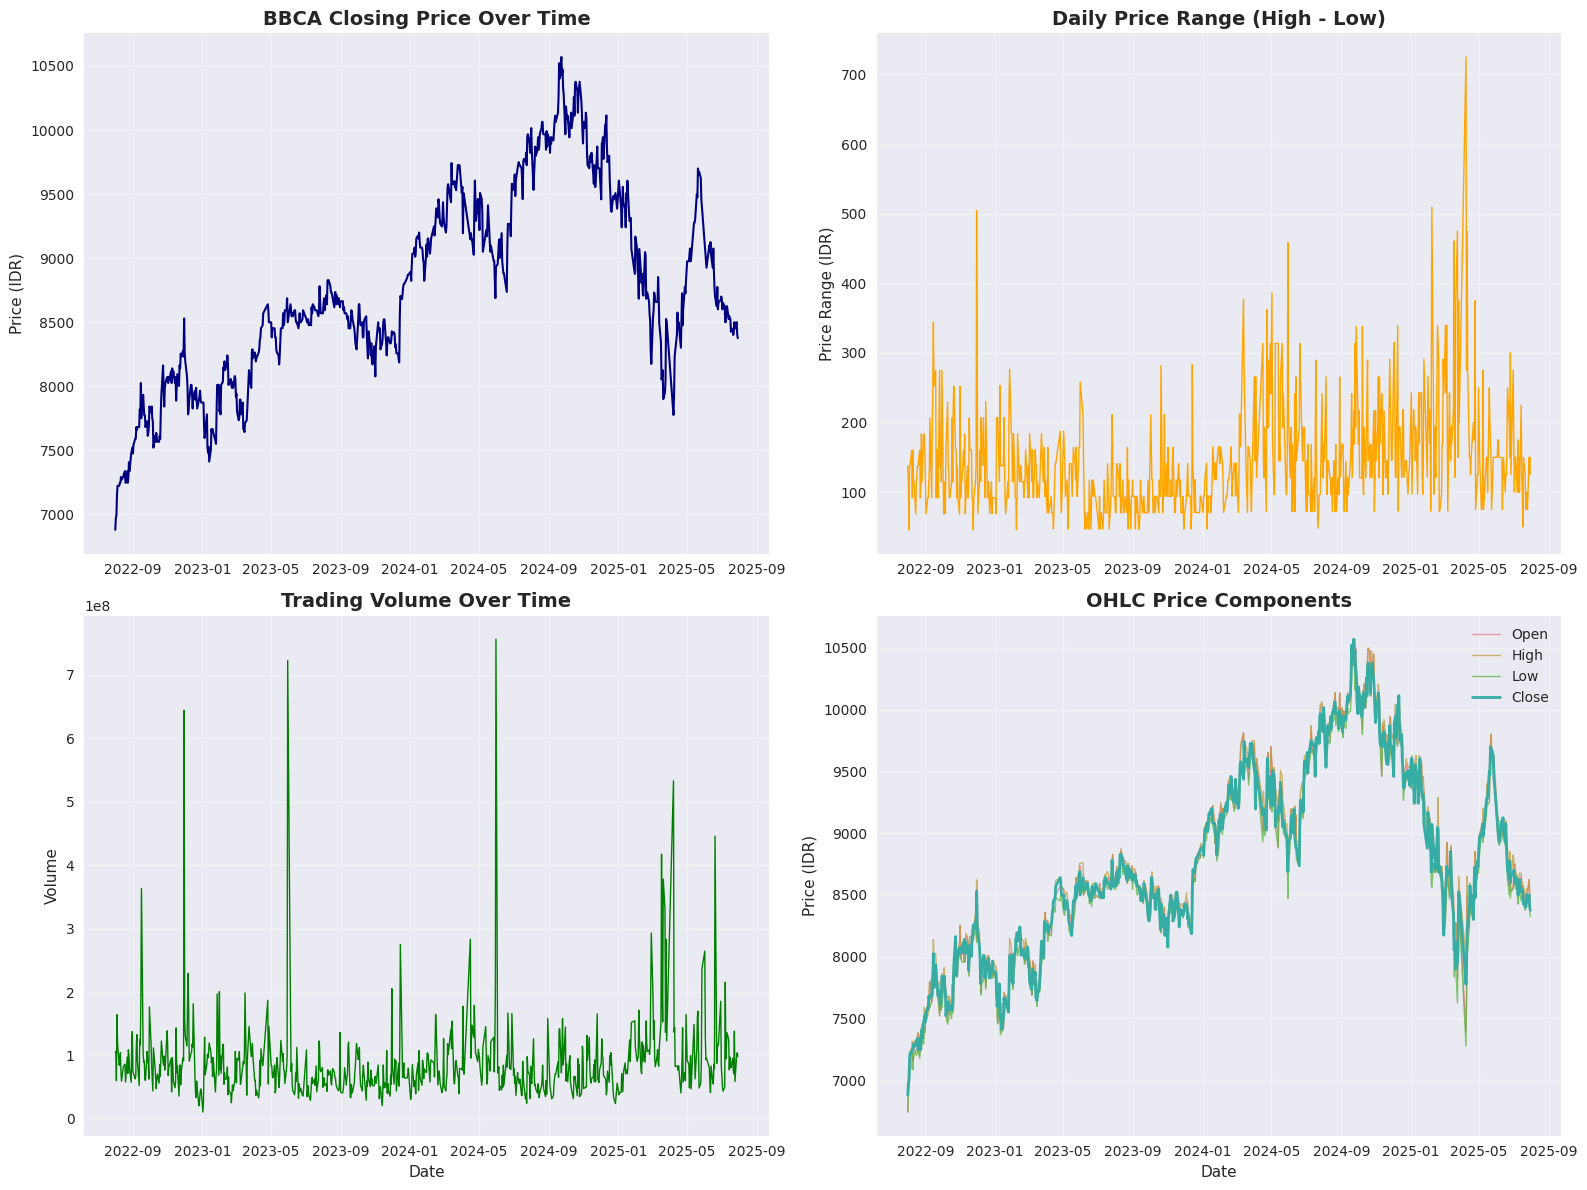 BBCA Closing Price Over Time
Price (IDR)
10500
10000
9500
9000
8500
8000
7500
7000
2022-09 2023-01 2023-05 2023-09 2024-01 2024-05 2024-09 2025-01 2025-05 2025-09
Daily Price Range (High - Low)
Price Range (IDR)
700
600
500
400
300
200
100
2022-09 2023-01 2023-05 2023-09 2024-01 2024-05 2024-09 2025-01 2025-05 2025-09
Trading Volume Over Time
1e8
Volume
7
6
5
4
3
2
1
0
2022-09 2023-01 2023-05 2023-09 2024-01 2024-05 2024-09 2025-01 2025-05 2025-09
Date
OHLC Price Components
Price (IDR)
10500
10000
9500
9000
8500
8000
7500
7000
Open
High
Low
Close
2022-09 2023-01 2023-05 2023-09 2024-01 2024-05 2024-09 2025-01 2025-05 2025-09
Date